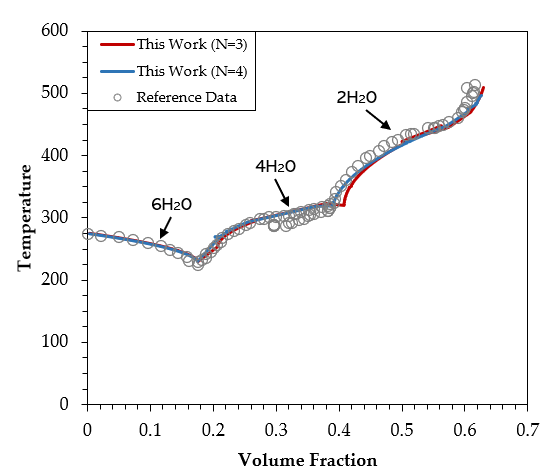 600
500
400
300
200
100
0
Temperature
This Work (N=3)
This Work (N=4)
Reference Data
2H2O
4H2O
6H2O
0 0.1 0.2 0.3 0.4 0.5 0.6 0.7
Volume Fraction